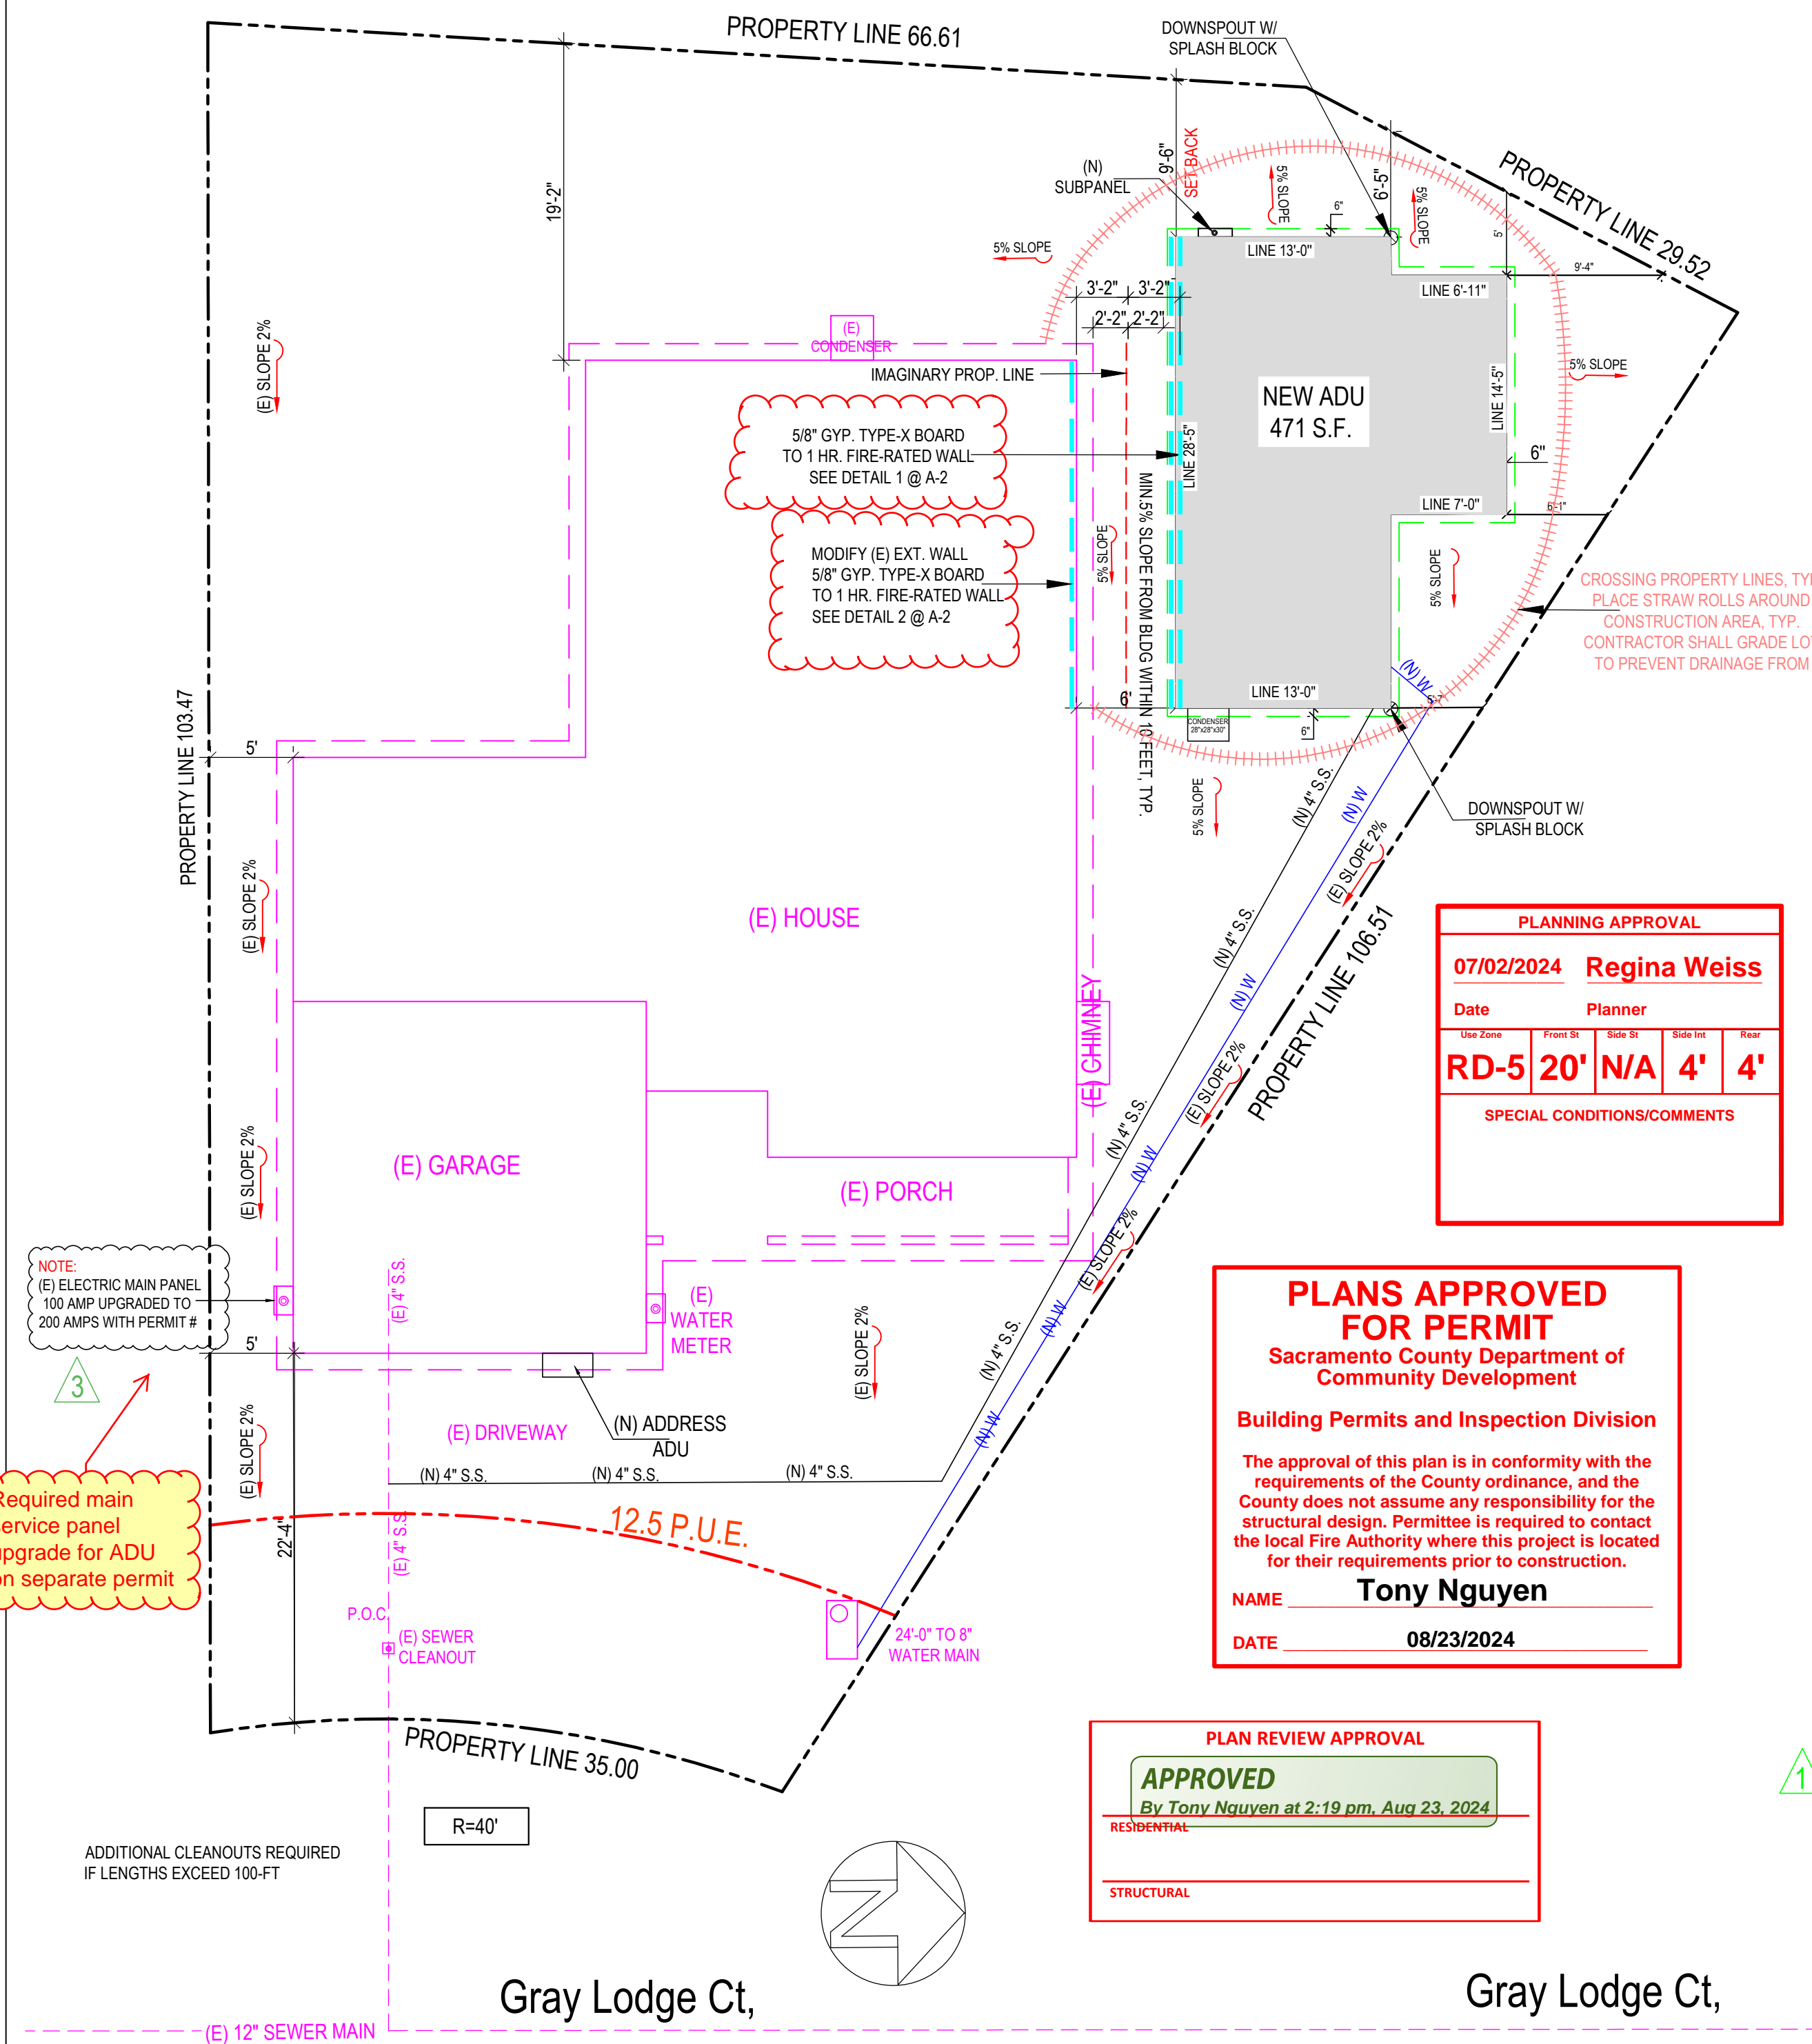 PROPERTY LINE 66.61
DOWNSPOUT W/
SPLASH BLOCK
PROPERTY LINE 29.52
19'-2"
9'-6"
SET BACK
(N)
SUBPANEL
5% SLOPE
6"
6'-5"
5% SLOPE
5'
9'-4"
5% SLOPE
LINE 13'-0"
LINE 6'-11"
3'-2"
3'-2"
2'-2"
2'-2"
(E) SLOPE 2%
(E)
CONDENSER
IMAGINARY PROP. LINE
5% SLOPE
NEW ADU
471 S.F.
LINE 14'-5"
LINE 28'-5"
5/8" GYP. TYPE-X BOARD
TO 1 HR. FIRE-RATED WALL
SEE DETAIL 1 @ A-2
6"
LINE 7'-0"
6'-1"
MODIFY (E) EXT. WALL
5/8" GYP. TYPE-X BOARD
TO 1 HR. FIRE-RATED WALL
SEE DETAIL 2 @ A-2
5% SLOPE
MIN.5% SLOPE FROM BLDG WITHIN 10 FEET, TYP.
5% SLOPE
CROSSING PROPERTY LINES,
PLACE STRAW ROLLS AROUND
CONSTRUCTION AREA, TYP.
CONTRACTOR SHALL GRADE
TO PREVENT DRAINAGE FROM
(N) W
LINE 13'-0"
6'
5'-7"
CONDENSER
28"x28"x30"
6"
PROPERTY LINE 103.47
5'
5% SLOPE
(N) 4" S.S.
(N) W
DOWNSPOUT W/
SPLASH BLOCK
(E) SLOPE 2%
(E) SLOPE 2%
(E) HOUSE
(N) 4" S.S.
(N) W
PROPERTY LINE 106.51
(E) CHIMNEY
(E) SLOPE 2%
(N) 4" S.S.
(N) W
(E) SLOPE 2%
(E) GARAGE
(E) PORCH
(E) SLOPE 2%
PLANNING APPROVAL
07/02/2024 Regina Weiss
Date Planner
Use Zone Front St Side St Side Int Rear
RD-5 20' N/A 4' 4'
SPECIAL CONDITIONS/COMMENTS
NOTE:
(E) ELECTRIC MAIN PANEL
100 AMP UPGRADED TO
200 AMPS WITH PERMIT #
(E) 4" S.S.
(E)
WATER
METER
5'
3
(E) SLOPE 2%
(N) 4" S.S.
(N) W
(E) SLOPE 2%
(E) DRIVEWAY
(N) ADDRESS
ADU
(N) W
(N) 4" S.S.
(N) 4" S.S.
(N) 4" S.S.
Required main
service panel
upgrade for ADU
on separate permit
22'-4"
(E) 4" S.S.
12.5 P.U.E.
P.O.C.
(E) SEWER
CLEANOUT
24'-0" TO 8"
WATER MAIN
PLANS APPROVED
FOR PERMIT
Sacramento County Department of
Community Development
Building Permits and Inspection Division
The approval of this plan is in conformity with the
requirements of the County ordinance, and the
County does not assume any responsibility for the
structural design. Permittee is required to contact
the local Fire Authority where this project is located
for their requirements prior to construction.
NAME Tony Nguyen
DATE 08/23/2024
PROPERTY LINE 35.00
PLAN REVIEW APPROVAL
APPROVED
By Tony Nguyen at 2:19 pm, Aug 23, 2024
RESIDENTIAL
STRUCTURAL
1
R=40'
ADDITIONAL CLEANOUTS REQUIRED
IF LENGTHS EXCEED 100-FT
N
Gray Lodge Ct,
Gray Lodge Ct,
(E) 12" SEWER MAIN